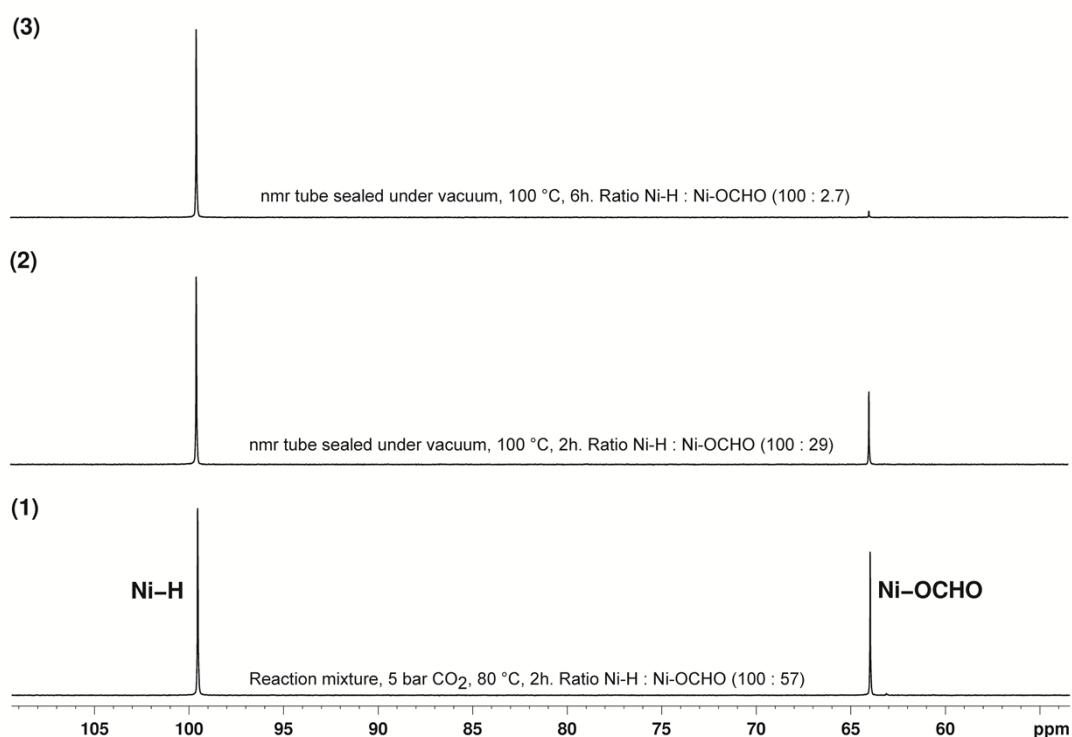 (3)
nmr tube sealed under vacuum, 100 °C, 6h. Ratio Ni-H : Ni-OCHO (100 : 2.7)
(2)
nmr tube sealed under vacuum, 100 °C, 2h. Ratio Ni-H : Ni-OCHO (100 : 29)
(1)
Ni–H
Ni–OCHO
Reaction mixture, 5 bar CO2, 80 °C, 2h. Ratio Ni-H : Ni-OCHO (100 : 57)
105 100 95 90 85 80 75 70 65 60 ppm